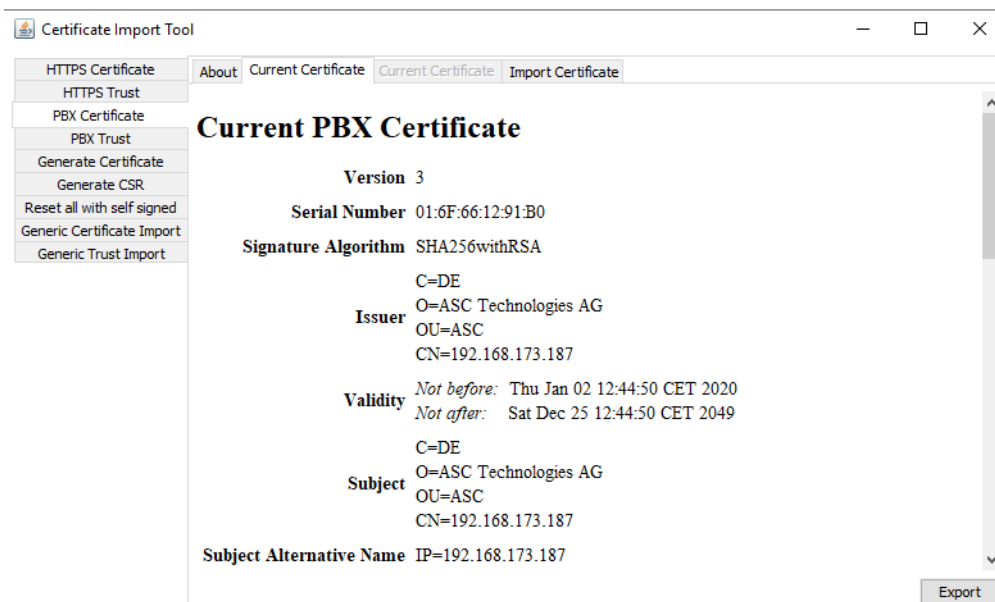 Certificate Import Tool
HTTPS Certificate
HTTPS Trust
PBX Certificate
PBX Trust
Generate Certificate
Generate CSR
Reset all with self signed
Generic Certificate Import
Generic Trust Import
About Current Certificate Current Certificate Import Certificate
Current PBX Certificate
Version 3
Serial Number 01:6F:66:12:91:B0
Signature Algorithm SHA256withRSA
Issuer
C=DE
O=ASC Technologies AG
OU=ASC
CN=192.168.173.187
Validity
Not before: Thu Jan 02 12:44:50 CET 2020
Not after: Sat Dec 25 12:44:50 CET 2049
Subject
C=DE
O=ASC Technologies AG
OU=ASC
CN=192.168.173.187
Subject Alternative Name IP=192.168.173.187
Export